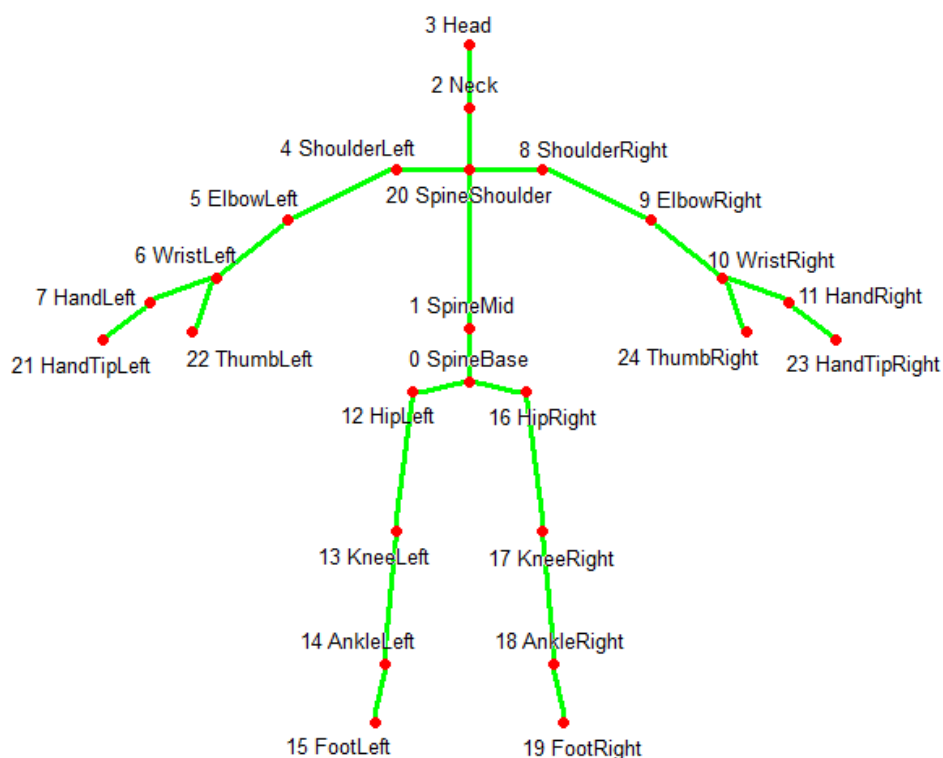 3 Head
2 Neck
4 ShoulderLeft
8 ShoulderRight
20 SpineShoulder
5 ElbowLeft
9 ElbowRight
6 WristLeft
10 WristRight
7 HandLeft
11 HandRight
1 SpineMid
21 HandTipLeft
22 ThumbLeft
0 SpineBase
24 ThumbRight
23 HandTipRight
12 HipLeft
16 HipRight
13 KneeLeft
17 KneeRight
14 AnkleLeft
18 AnkleRight
15 FootLeft
19 FootRight